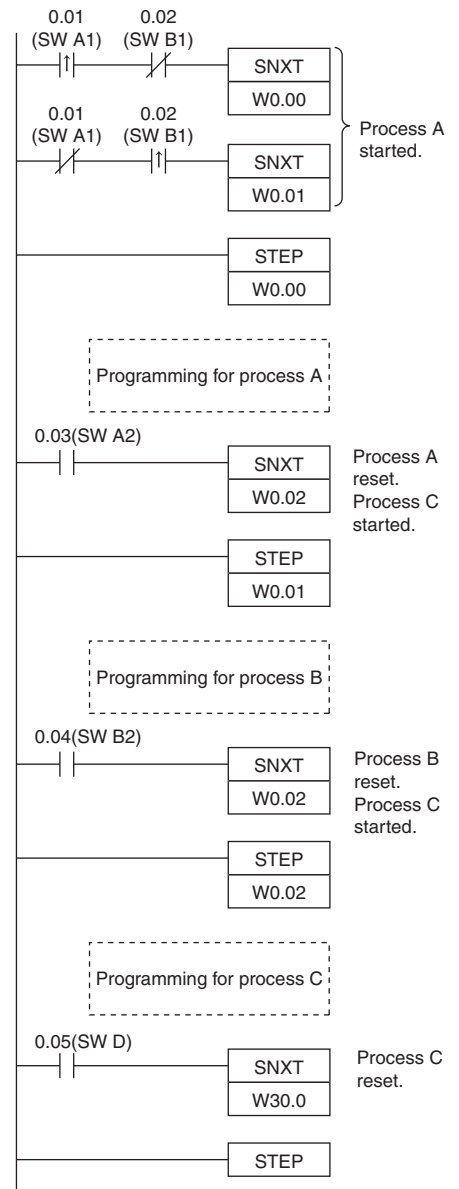 0.01 0.02
(SW A1) (SW B1)
SNXT
W0.00
0.01 0.02
(SW A1) (SW B1)
SNXT
W0.01
Process A
started.
STEP
W0.00
Programming for process A
0.03(SW A2)
SNXT
W0.02
Process A
reset.
Process C
started.
STEP
W0.01
Programming for process B
0.04(SW B2)
SNXT
W0.02
Process B
reset.
Process C
started.
STEP
W0.02
Programming for process C
0.05(SW D)
SNXT
W30.0
Process C
reset.
STEP